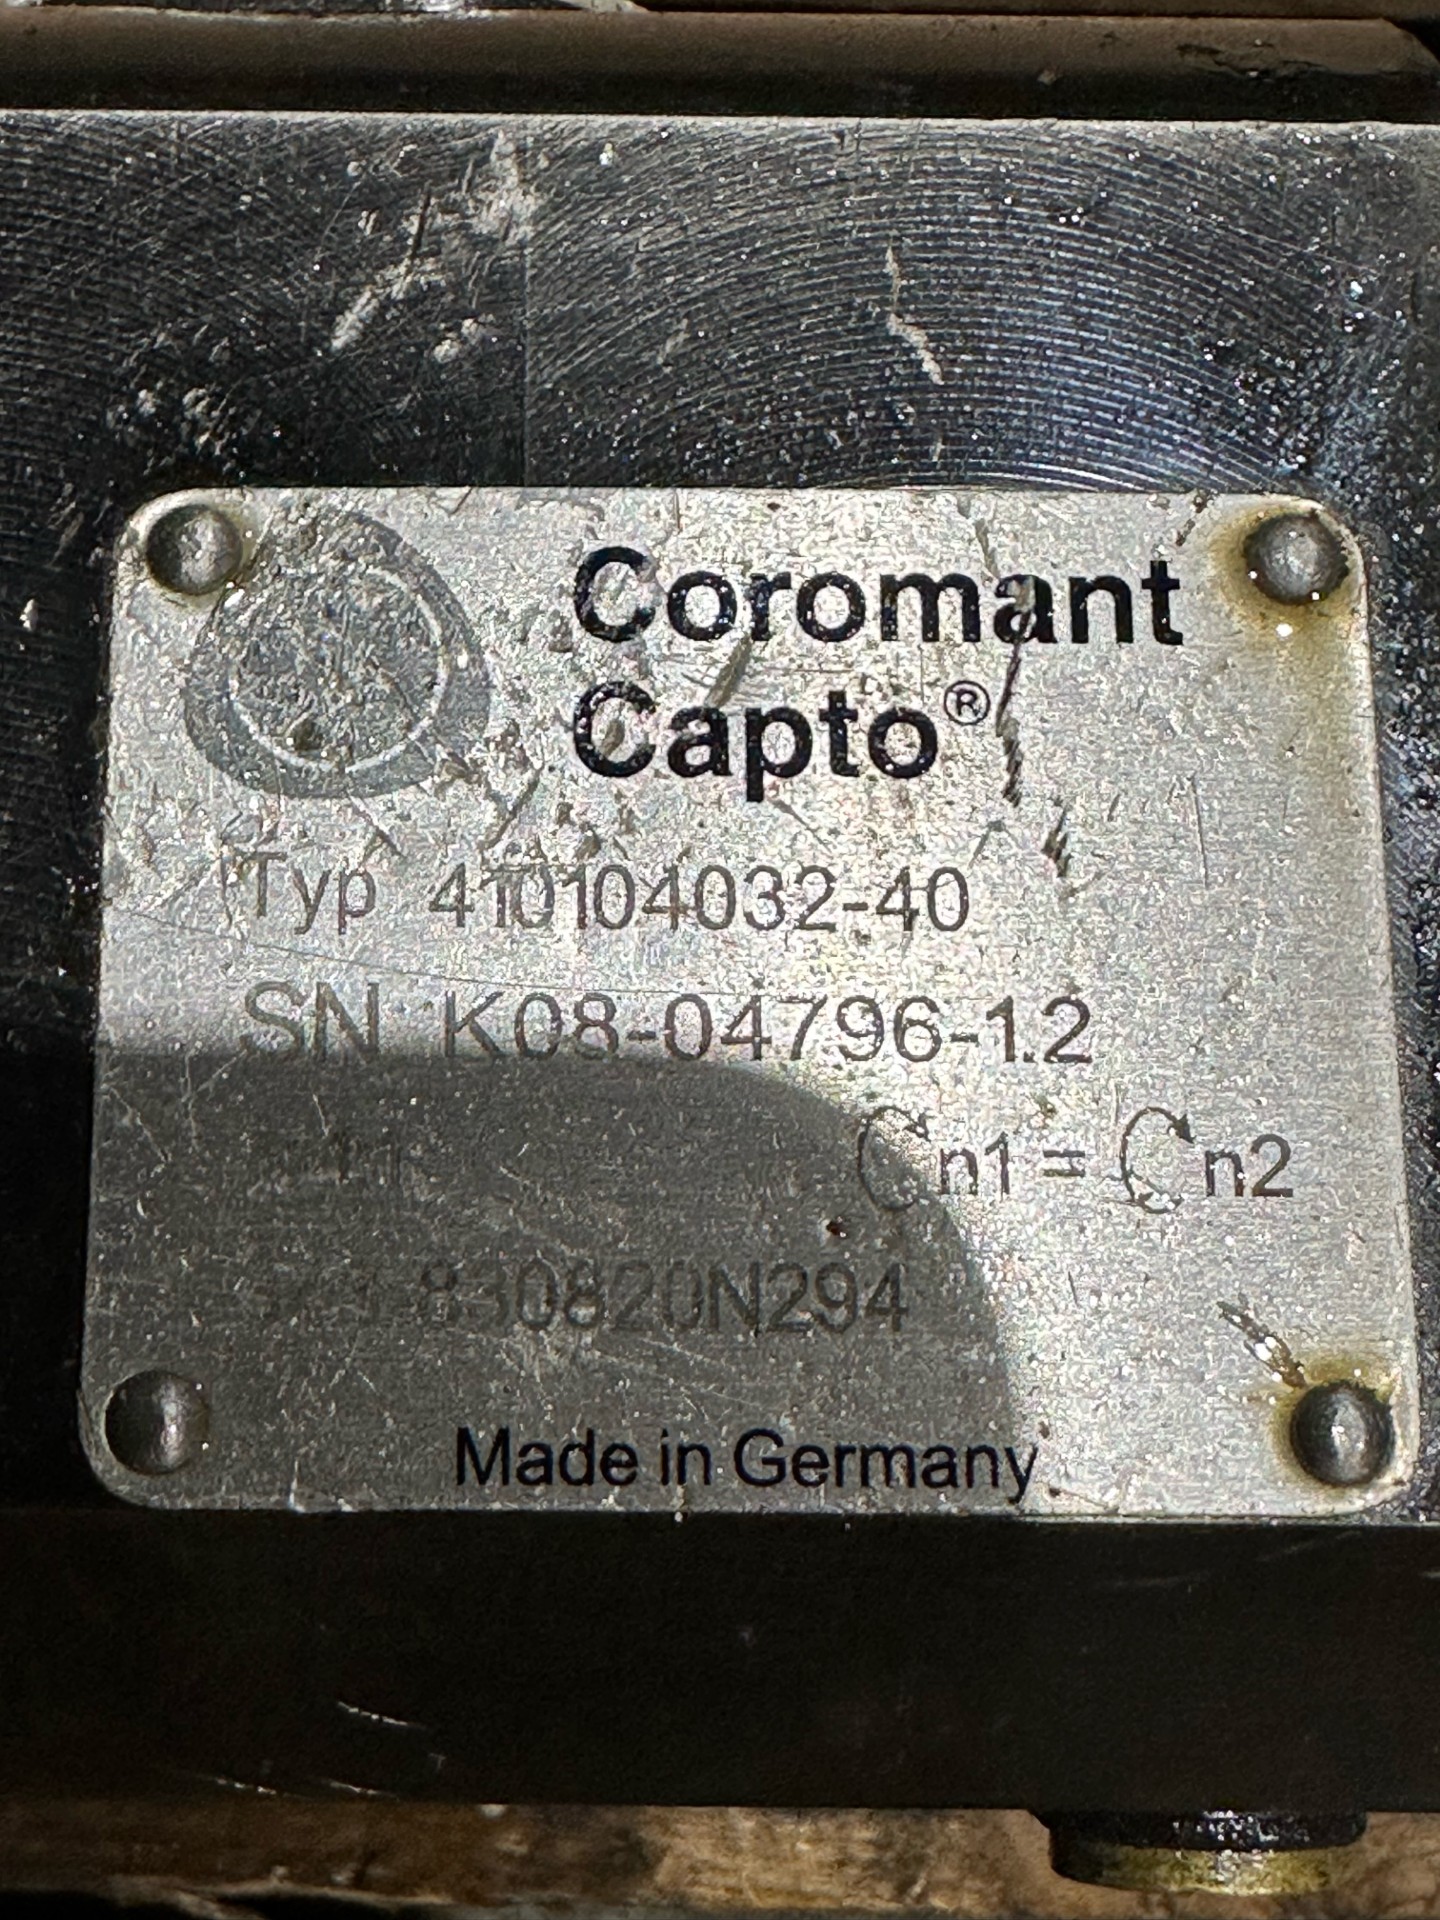 Coromant
Capto®
Typ 410104032-40
SN K08-04796-1.2
n1 = n2
830820N294
Made in Germany